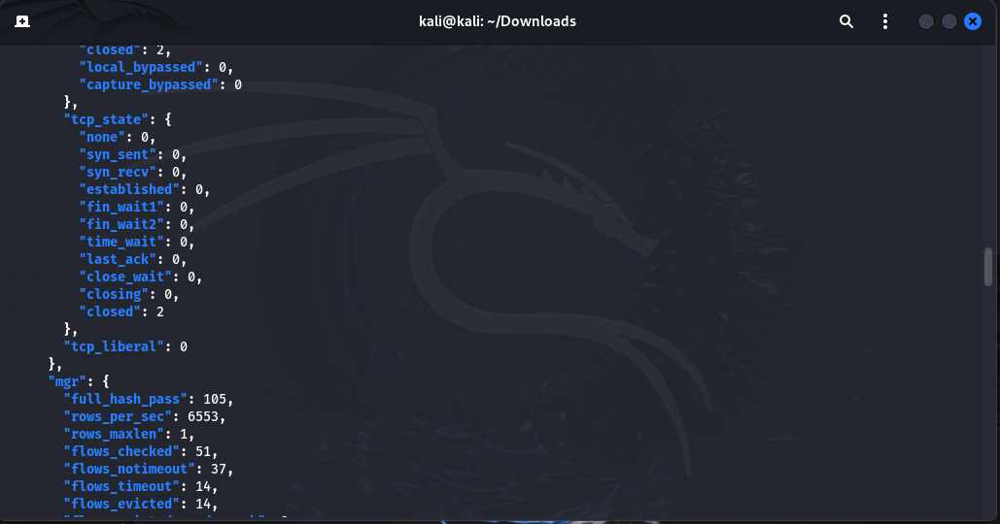 kali@kali: ~/Downloads
"closed": 2,
"local_bypassed": 0,
"capture_bypassed": 0
},
"tcp_state": {
"none": 0,
"syn_sent": 0,
"syn_recv": 0,
"established": 0,
"fin_wait1": 0,
"fin_wait2": 0,
"time_wait": 0,
"last_ack": 0,
"close_wait": 0,
"closing": 0,
"closed": 2
},
"tcp_liberal": 0
},
"mgr": {
"full_hash_pass": 105,
"rows_per_sec": 6553,
"rows_maxlen": 1,
"flows_checked": 51,
"flows_notimeout": 37,
"flows_timeout": 14,
"flows_evicted": 14,